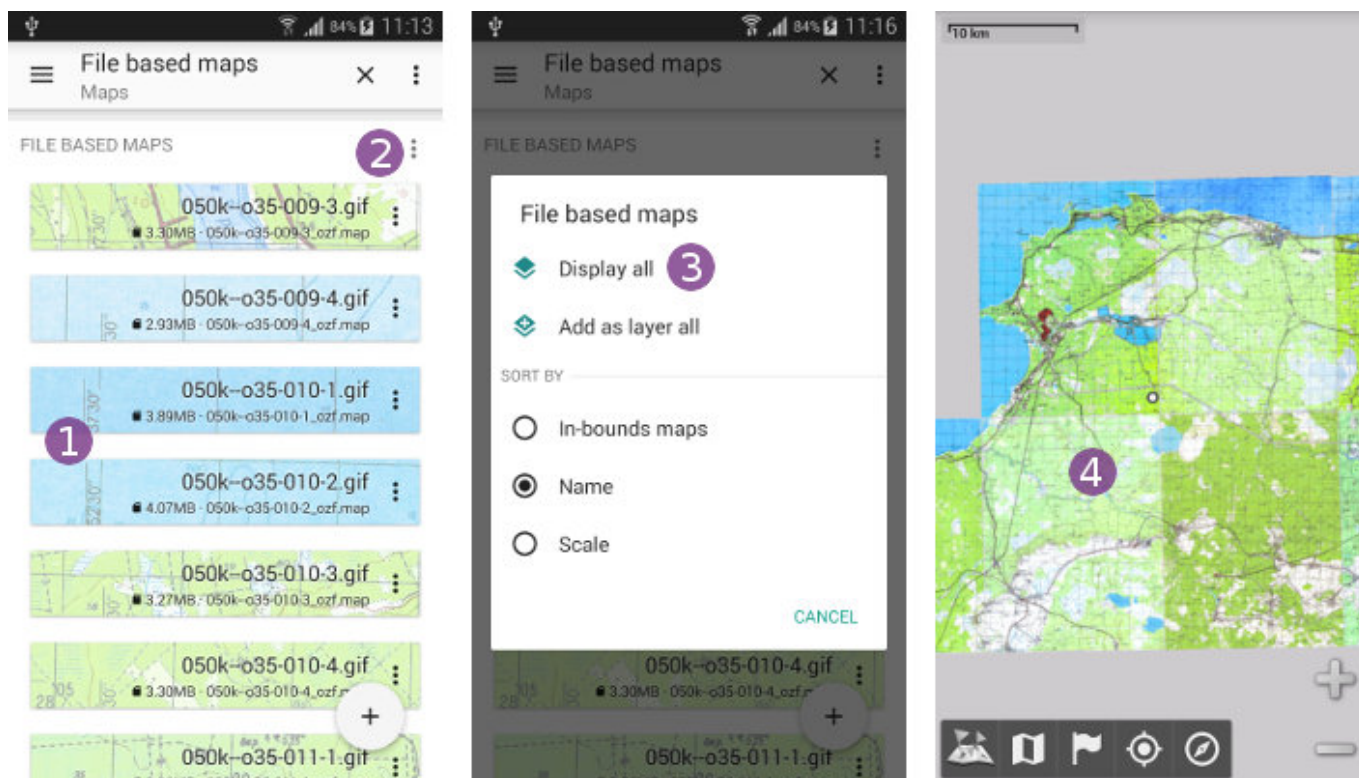 84% 11:13
File based maps
Maps
FILE BASED MAPS
2
050k–o35-009-3.gif
3.30MB - 050k–o35-009-3_ozf.map
050k–o35-009-4.gif
2.93MB - 050k–o35-009-4_ozf.map
050k–o35-010-1.gif
3.89MB - 050k–o35-010-1_ozf.map
1
050k–o35-010-2.gif
4.07MB - 050k–o35-010-2_ozf.map
050k–o35-010-3.gif
3.27MB - 050k–o35-010-3_ozf.map
050k–o35-010-4.gif
3.30MB - 050k–o35-010-4_ozf.m
050k–o35-011-1.gif
84% 11:16
File based maps
Maps
FILE BASED MAPS
File based maps
Display all 3
Add as layer all
SORT BY
In-bounds maps
Name
Scale
CANCEL
050k–o35-010-4.gif
3.30MB - 050k–o35-010-4_ozf.m
050k–o35-011-1.gif
10 km
4